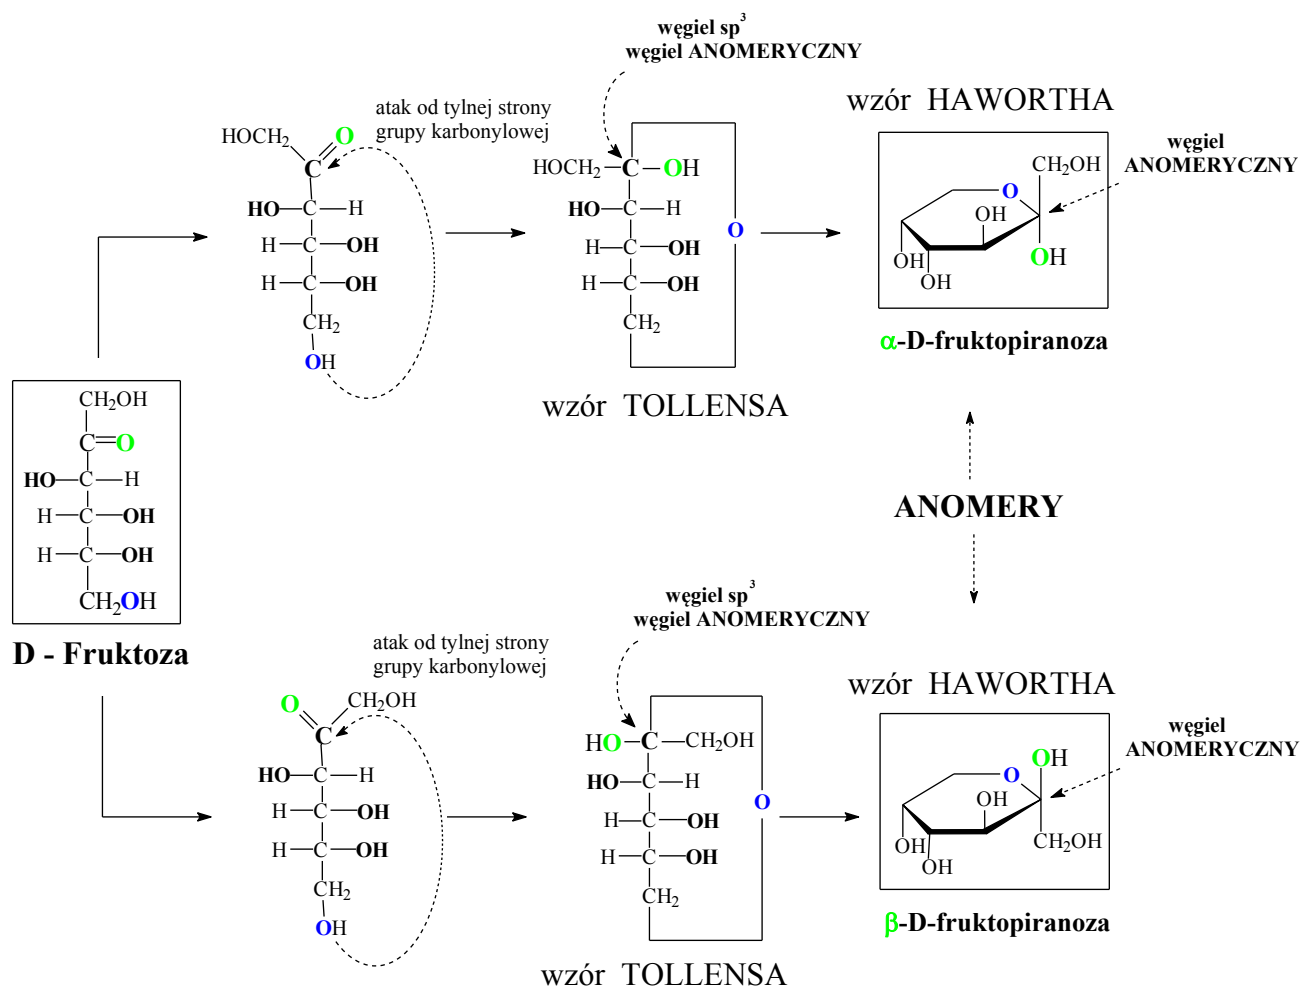 węgiel sp3
węgiel ANOMERYCZNY
atak od tylnej strony
grupy karbonylowej
wzór HAWORTHA
HOCH2
O
C
HO C H
H C OH
H C OH
CH2
OH
HOCH2 C OH
HO C H
H C OH
H C OH
CH2
O
wzór TOLLENSA
węgiel
ANOMERYCZNY
CH2OH
O
OH
OH
OH
OH
α-D-fruktopiranoza
CH2OH
C=O
HO C H
H C OH
H C OH
CH2OH
D - Fruktoza
ANOMERY
węgiel sp3
węgiel ANOMERYCZNY
atak od tylnej strony
grupy karbonylowej
wzór HAWORTHA
O
CH2OH
C
HO C H
H C OH
H C OH
CH2
OH
HO C CH2OH
HO C H
H C OH
H C OH
CH2
O
wzór TOLLENSA
węgiel
ANOMERYCZNY
OH
O
OH
OH
OH
CH2OH
β-D-fruktopiranoza